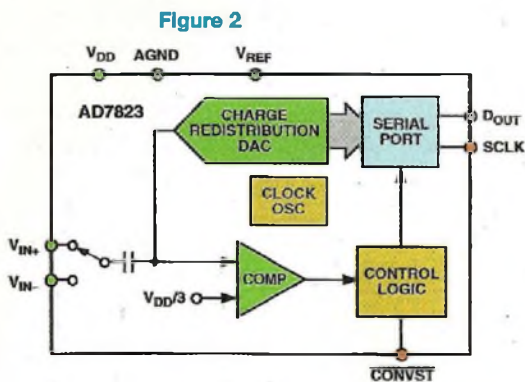 Figure 2
VDD AGND VREF
AD7823
CHARGE
REDISTRIBUTION
DAC
SERIAL
PORT
DOUT
SCLK
CLOCK
OSC
VIN+
VIN–
COMP
VDD/3
CONTROL
LOGIC
CONVST